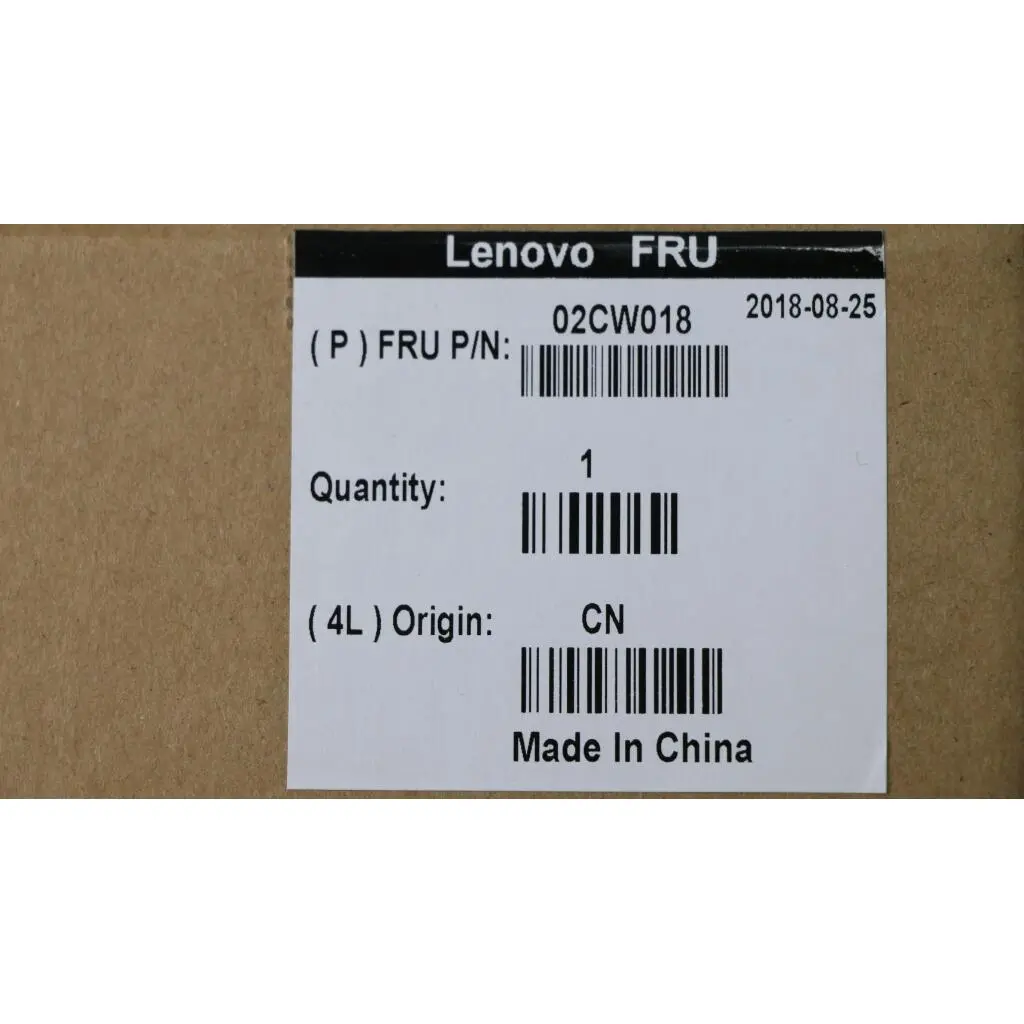 Lenovo FRU
2018-08-25
02CW018
( P ) FRU P/N:
1
Quantity:
( 4L ) Origin: CN
Made In China